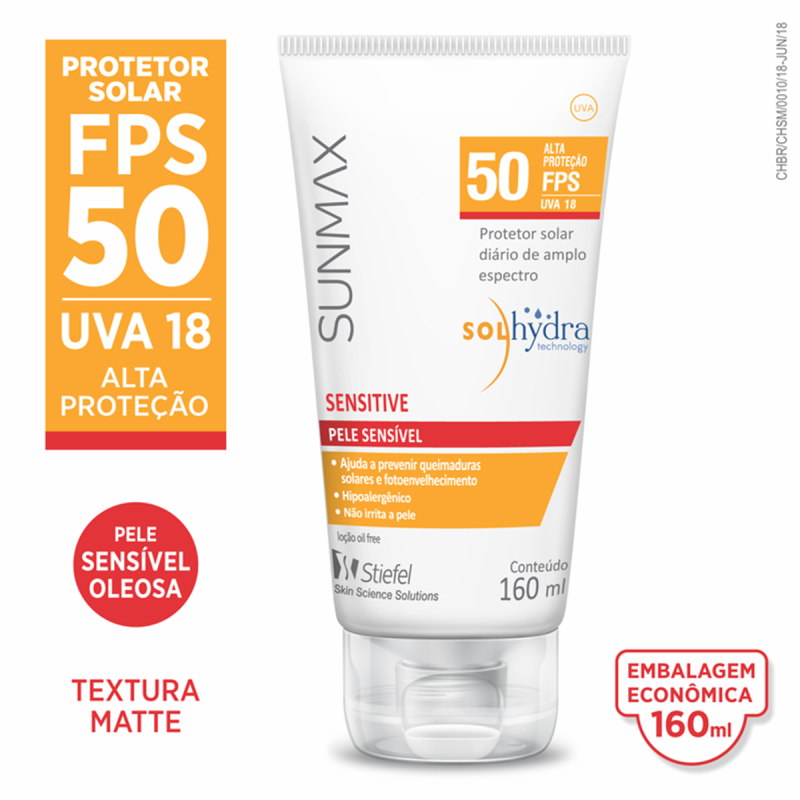 PROTETOR
SOLAR
FPS
50
UVA 18
ALTA
PROTEÇÃO
PELE
SENSÍVEL
OLEOSA
TEXTURA
MATTE
SUNMAX
UVA
50
ALTA
PROTEÇÃO
FPS
UVA 18
Protetor solar
diário de amplo
espectro
SOLhydra
technology
SENSITIVE
PELE SENSÍVEL
• Ajuda a prevenir queimaduras
solares e fotoenvelhecimento
• Hipoalergênico
• Não irrita a pele
loção oil free
Stiefel
Skin Science Solutions
Conteúdo
160 ml
EMBALAGEM
ECONÔMICA
160ml
CHBR/CHSM/0010/18-JUN/18